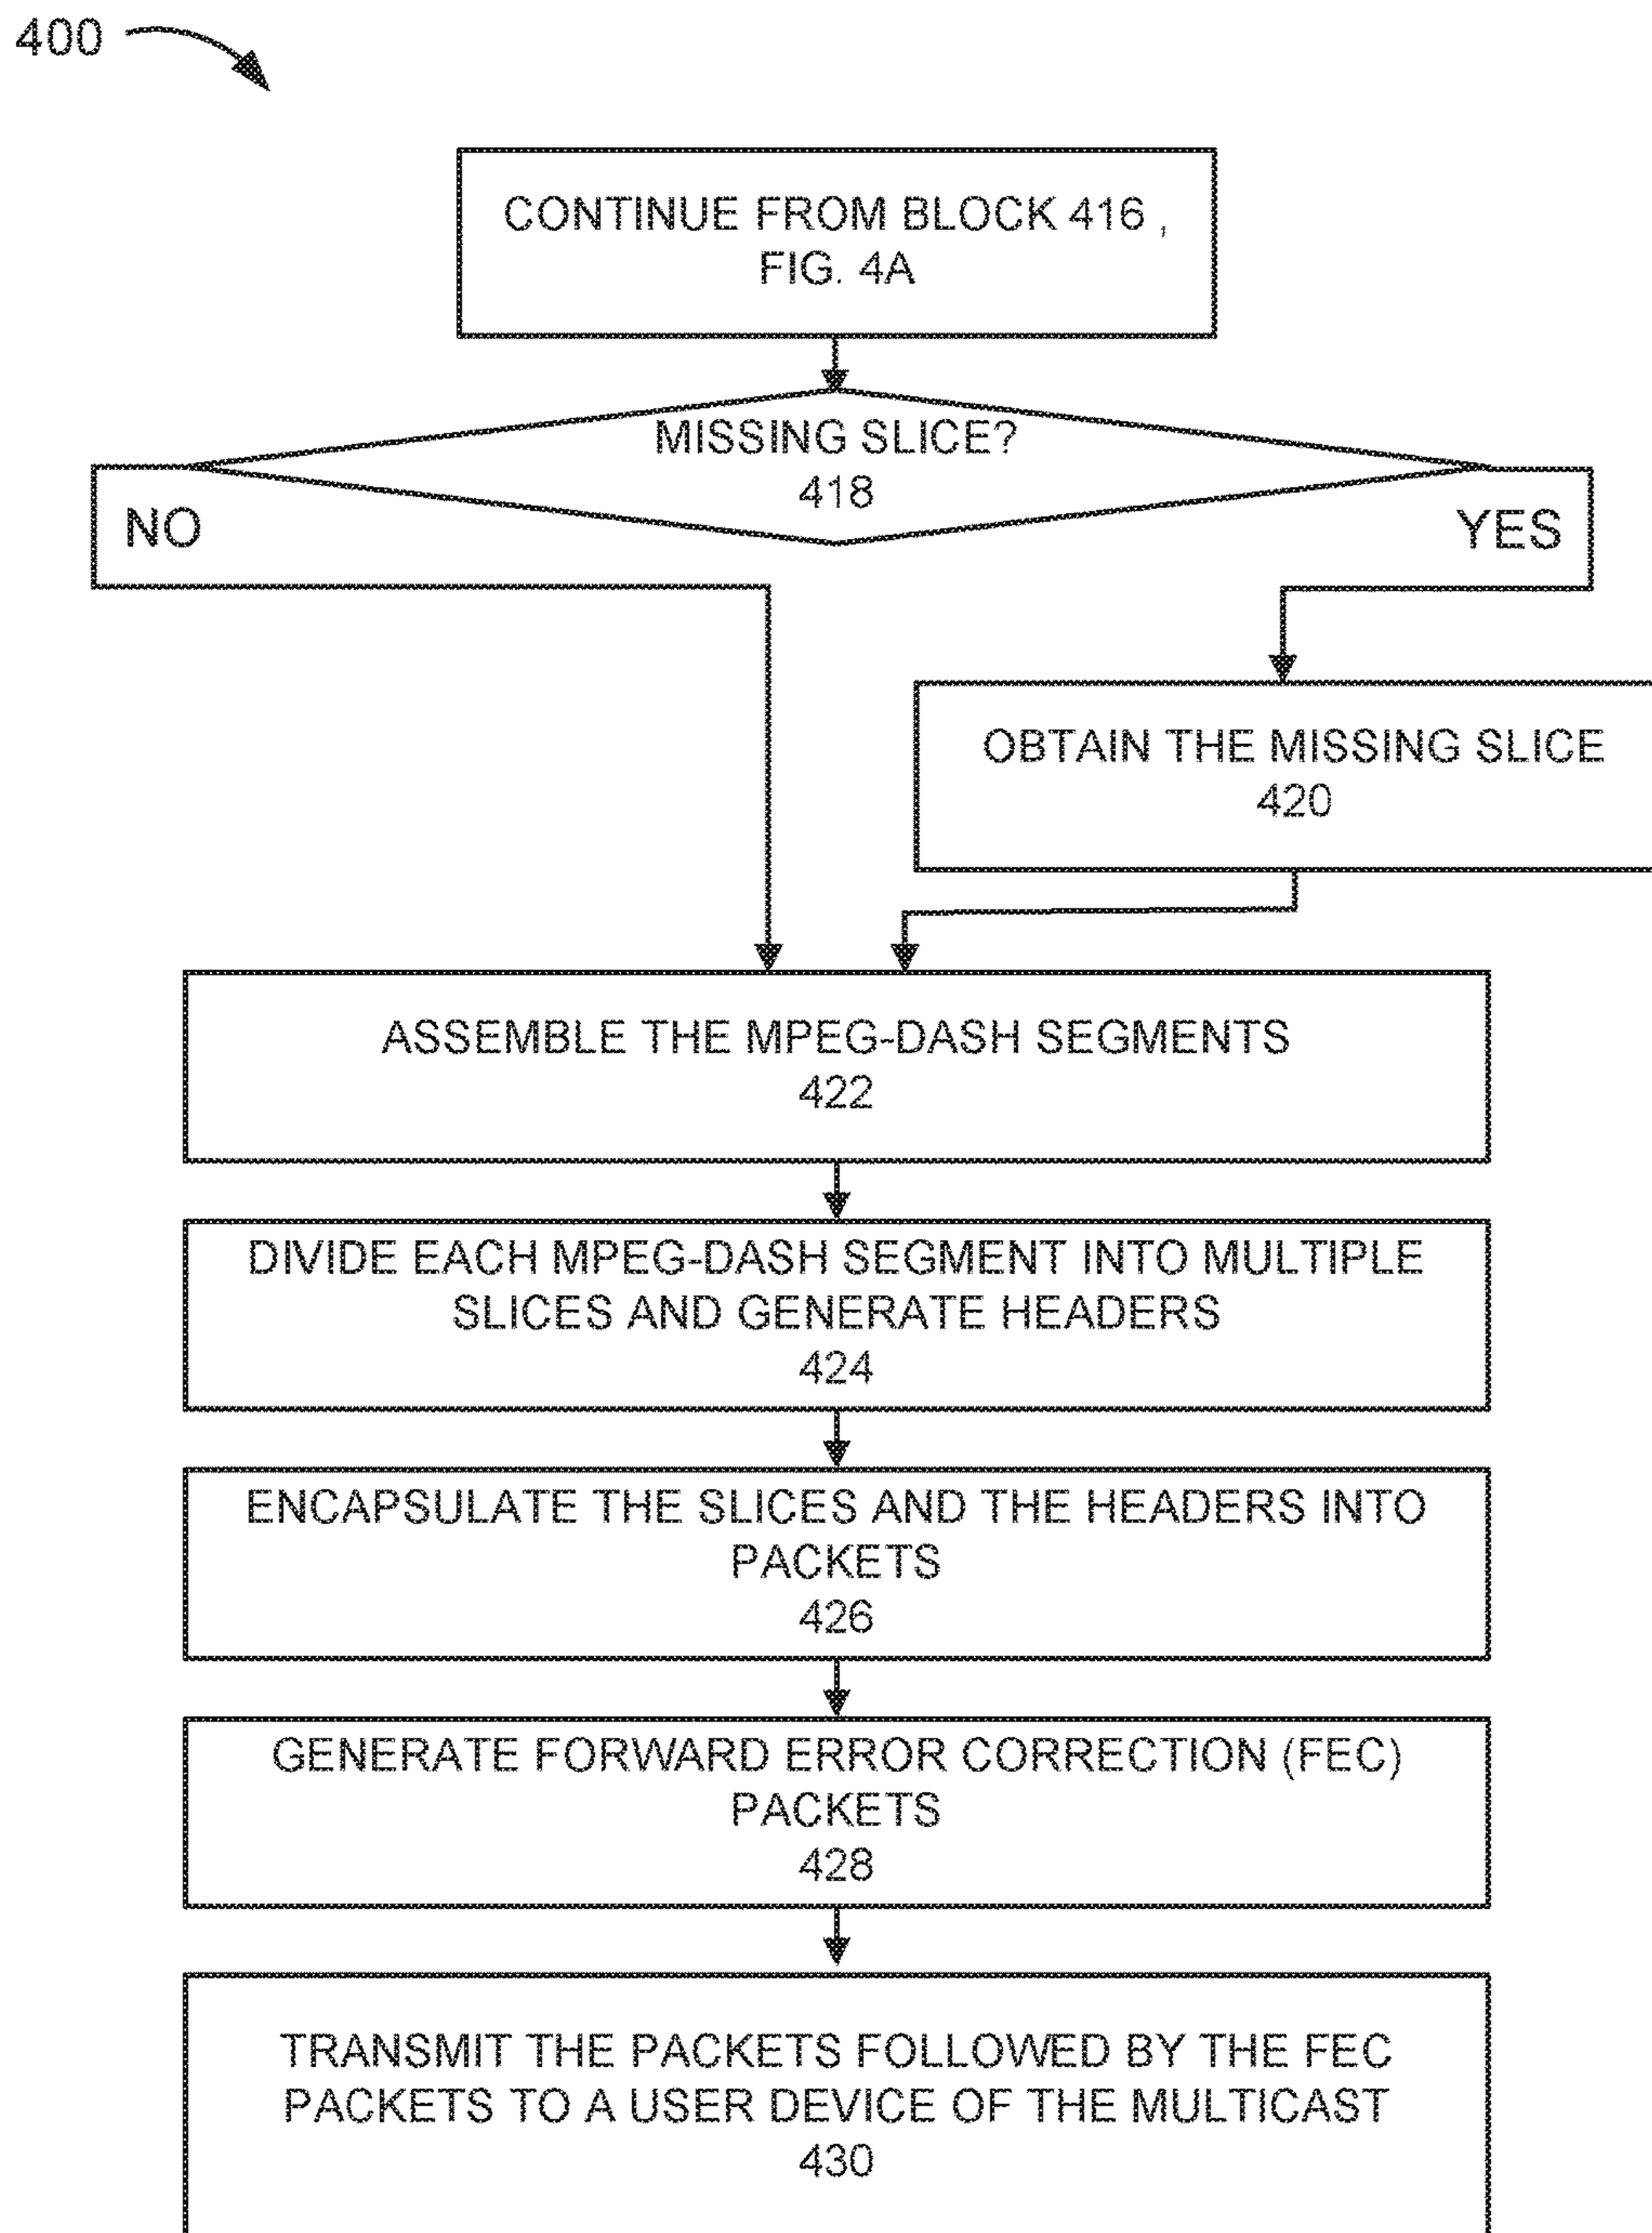 400
CONTINUE FROM BLOCK 416 ,
FIG. 4A
MISSING SLICE?
418
NO
YES
OBTAIN THE MISSING SLICE
420
ASSEMBLE THE MPEG-DASH SEGMENTS
422
DIVIDE EACH MPEG-DASH SEGMENT INTO MULTIPLE
SLICES AND GENERATE HEADERS
424
ENCAPSULATE THE SLICES AND THE HEADERS INTO
PACKETS
426
GENERATE FORWARD ERROR CORRECTION (FEC)
PACKETS
428
TRANSMIT THE PACKETS FOLLOWED BY THE FEC
PACKETS TO A USER DEVICE OF THE MULTICAST
430